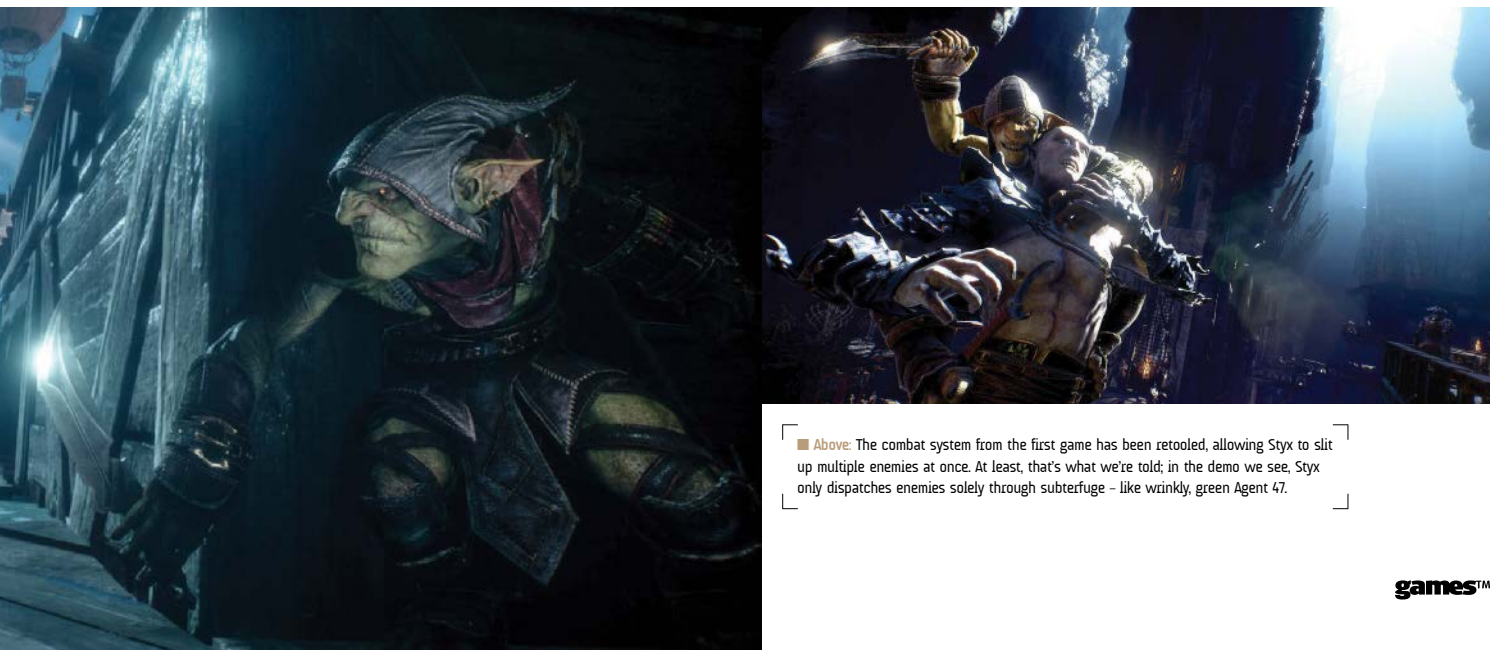 ■ Above: The combat system from the first game has been retooled, allowing Styx to slit
up multiple enemies at once. At least, that's what we're told; in the demo we see, Styx
only dispatches enemies solely through subterfuge – like wrinkly, green Agent 47.
games™